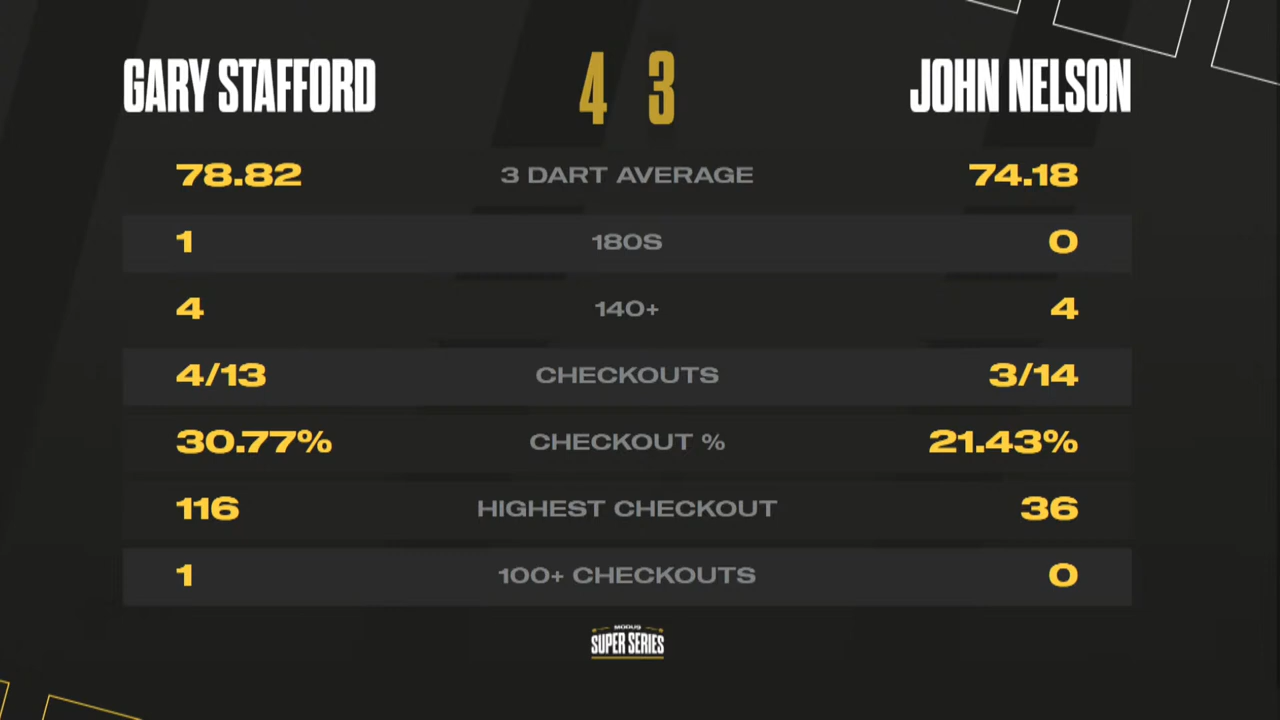 GARY STAFFORD 4 3 JOHN NELSON
78.82 3 DART AVERAGE 74.18
1 180S 0
4 140+ 4
4/13 CHECKOUTS 3/14
30.77% CHECKOUT % 21.43%
116 HIGHEST CHECKOUT 36
1 100+ CHECKOUTS 0
MODUS
SUPER SERIES